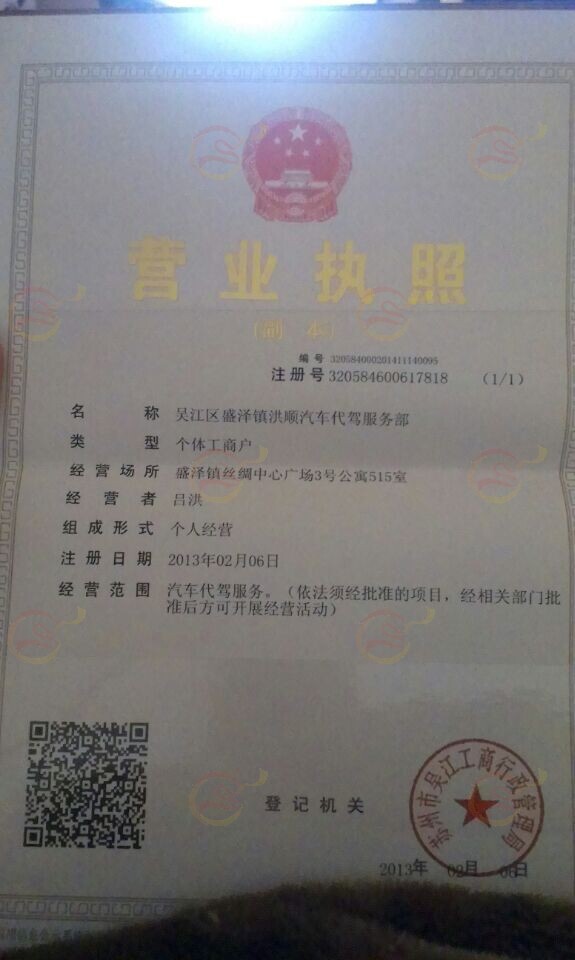 营业执照
(副 本)
编号 320584000201411140095
注册号 320584600617818 (1/1)
名称 吴江区盛泽镇洪顺汽车代驾服务部
类型 个体工商户
经营场所 盛泽镇丝绸中心广场3号公寓515室
经营者 吕洪
组成形式 个人经营
注册日期 2013年02月06日
经营范围 汽车代驾服务。(依法须经批准的项目，经相关部门批
准后方可开展经营活动)
登记机关
苏州市吴江工商行政管理局
2013年 02月 06日